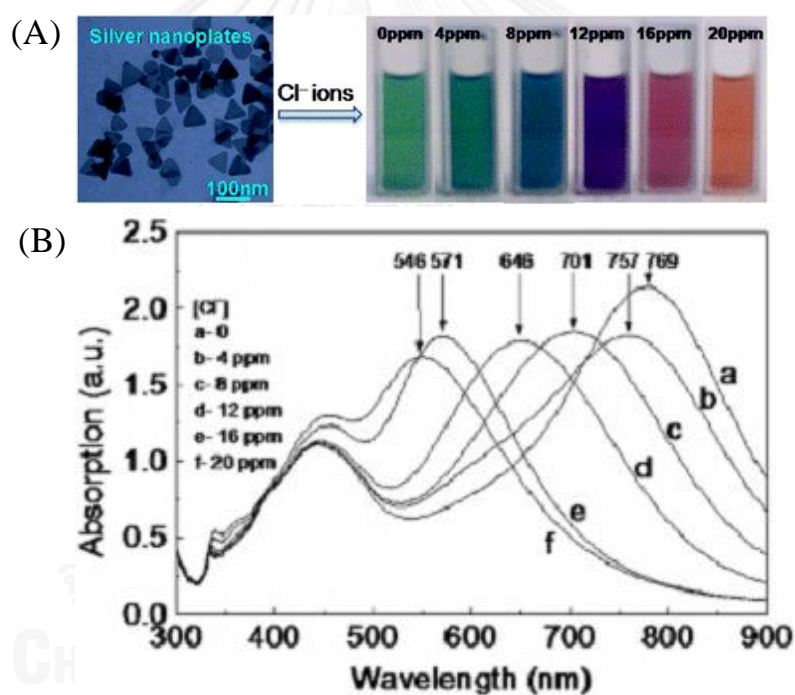 (A)
Silver nanoplates
100nm
Cl⁻ ions
0ppm 4ppm 8ppm 12ppm 16ppm 20ppm
(B)
Absorption (a.u.)
2.5
2.0
1.5
1.0
0.5
0.0
546 571 646 701 757 769
[Cl⁻]
a- 0
b- 4 ppm
c- 8 ppm
d- 12 ppm
e- 16 ppm
f- 20 ppm
a
b
c
d
e
f
300 400 500 600 700 800 900
Wavelength (nm)